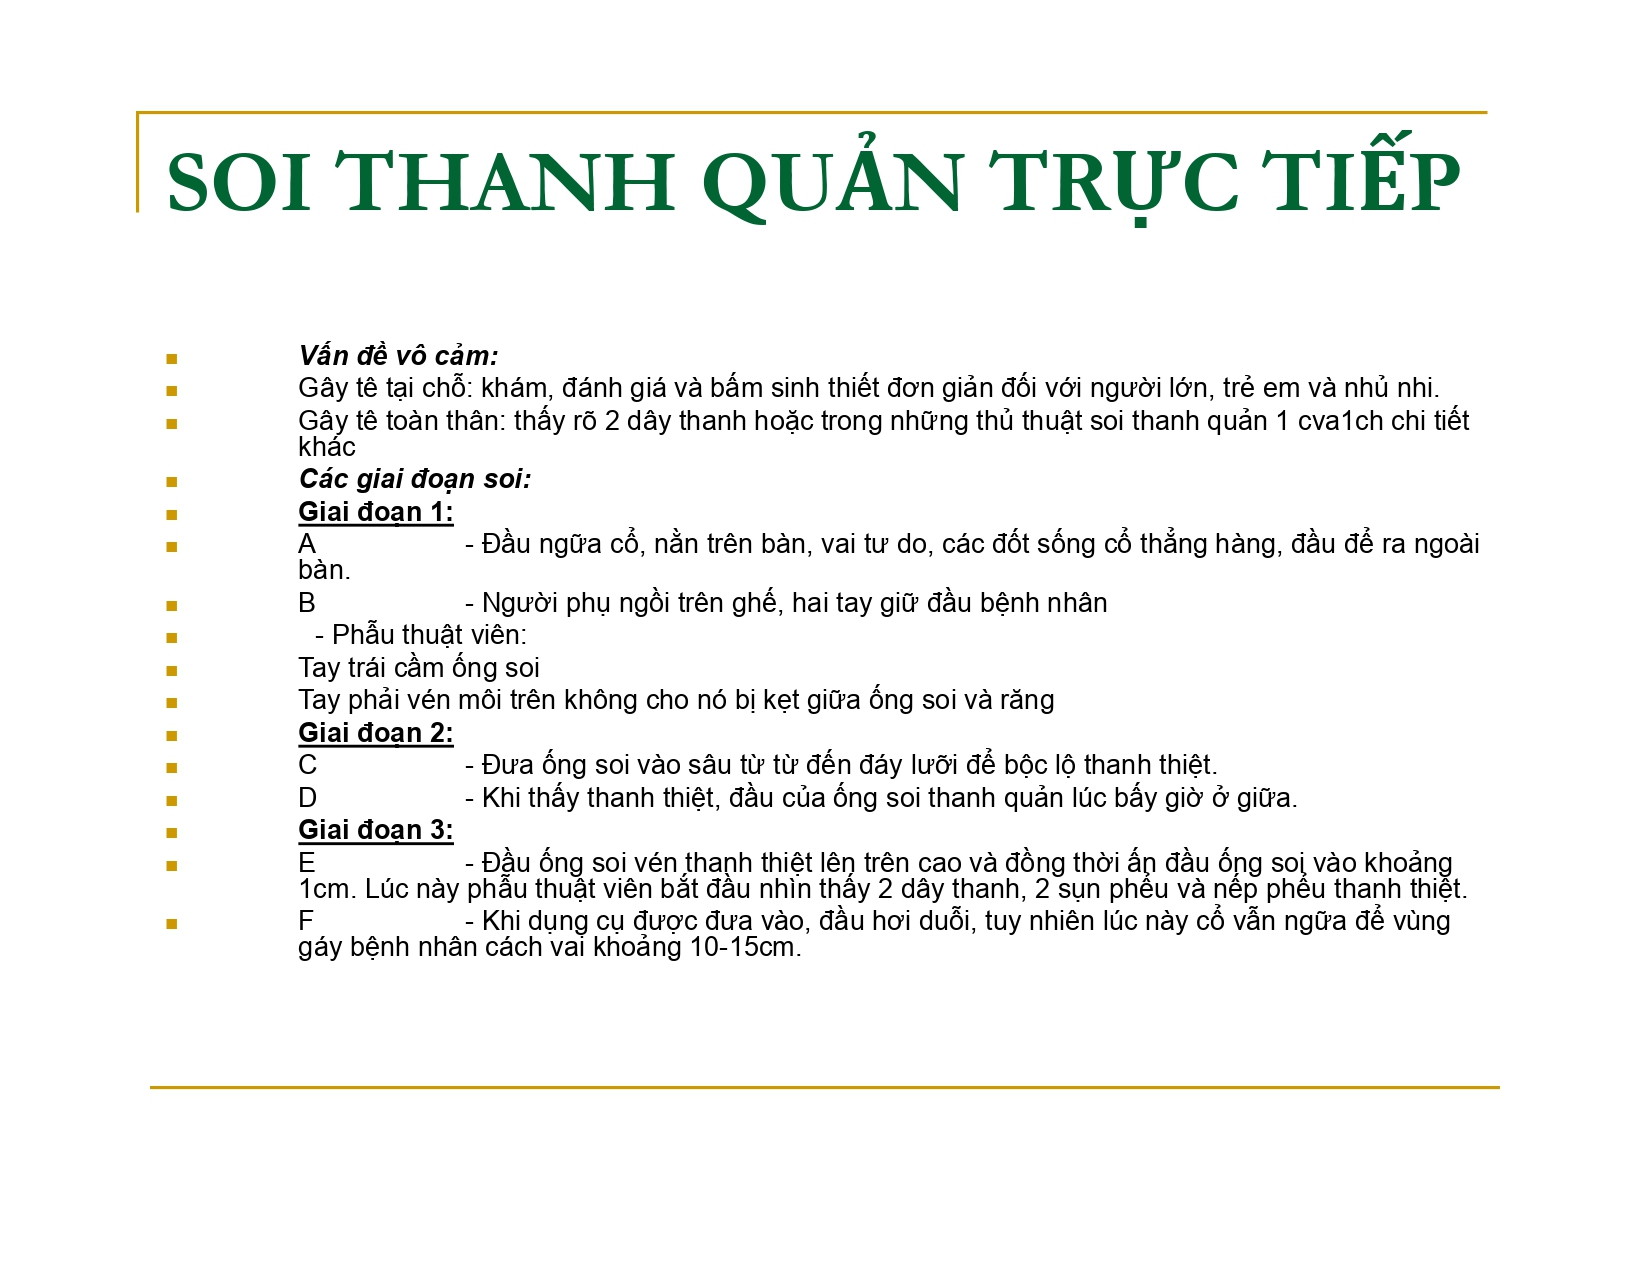 SOI THANH QUẢN TRỰC TIẾP
Vấn đề vô cảm:
Gây tê tại chỗ: khám, đánh giá và bấm sinh thiết đơn giản đối với người lớn, trẻ em và nhủ nhi.
Gây tê toàn thân: thấy rõ 2 dây thanh hoặc trong những thủ thuật soi thanh quản 1 cva1ch chi tiết
khác
Các giai đoạn soi:
Giai đoạn 1:
A - Đầu ngữa cổ, nằn trên bàn, vai tư do, các đốt sống cổ thẳng hàng, đầu để ra ngoài
bàn.
B - Người phụ ngồi trên ghế, hai tay giữ đầu bệnh nhân
- Phẫu thuật viên:
Tay trái cầm ống soi
Tay phải vén môi trên không cho nó bị kẹt giữa ống soi và răng
Giai đoạn 2:
C - Đưa ống soi vào sâu từ từ đến đáy lưỡi để bộc lộ thanh thiệt.
D - Khi thấy thanh thiệt, đầu của ống soi thanh quản lúc bấy giờ ở giữa.
Giai đoạn 3:
E - Đầu ống soi vén thanh thiệt lên trên cao và đồng thời ấn đầu ống soi vào khoảng
1cm. Lúc này phẫu thuật viên bắt đầu nhìn thấy 2 dây thanh, 2 sụn phểu và nếp phểu thanh thiệt.
F - Khi dụng cụ được đưa vào, đầu hơi duỗi, tuy nhiên lúc này cổ vẫn ngữa để vùng
gáy bệnh nhân cách vai khoảng 10-15cm.